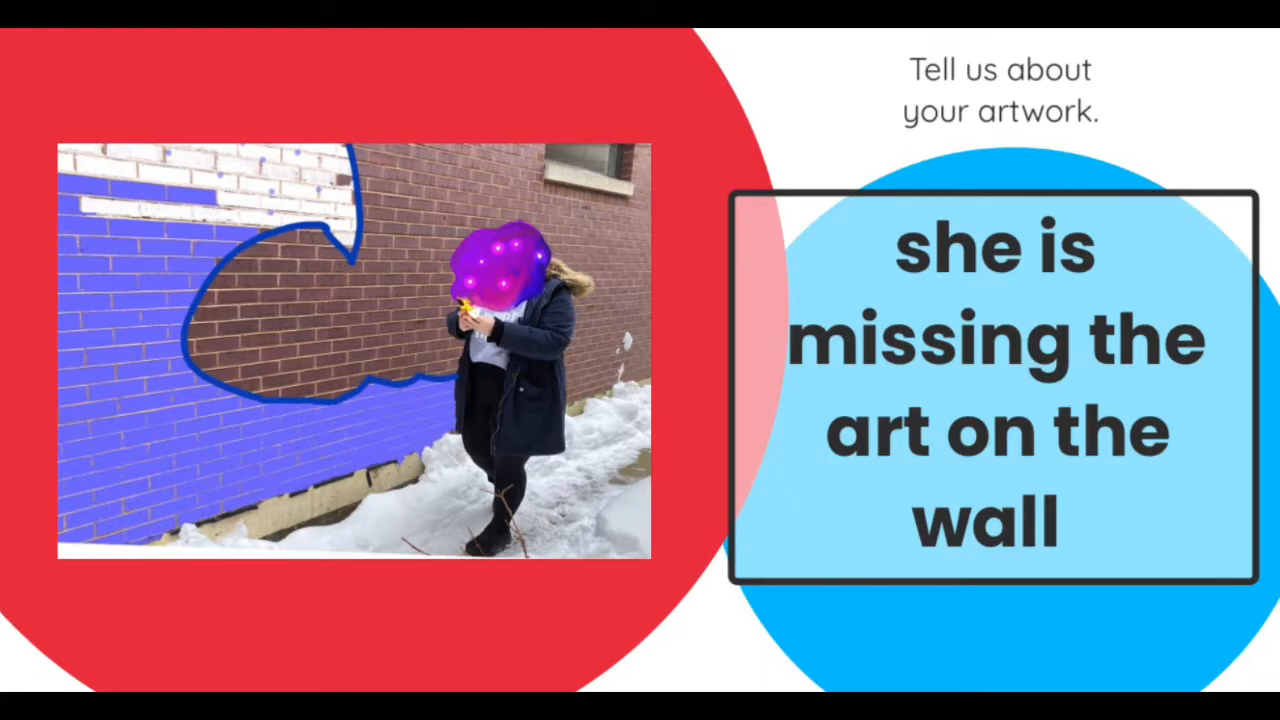 Tell us about
your artwork.
she is
missing the
art on the
wall